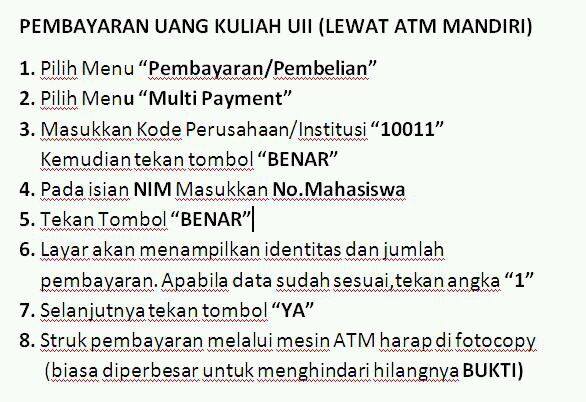 PEMBAYARAN UANG KULIAH UII (LEWAT ATM MANDIRI)
1. Pilih Menu “Pembayaran/Pembelian”
2. Pilih Menu “Multi Payment”
3. Masukkan Kode Perusahaan/Institusi “10011”
Kemudian tekan tombol “BENAR”
4. Pada isian NIM Masukkan No.Mahasiswa
5. Tekan Tombol “BENAR”
6. Layar akan menampilkan identitas dan jumlah
pembayaran. Apabila data sudah sesuai,tekan angka “1”
7. Selanjutnya tekan tombol “YA”
8. Struk pembayaran melalui mesin ATM harap di fotocopy
(biasa diperbesar untuk menghindari hilangnya BUKTI)